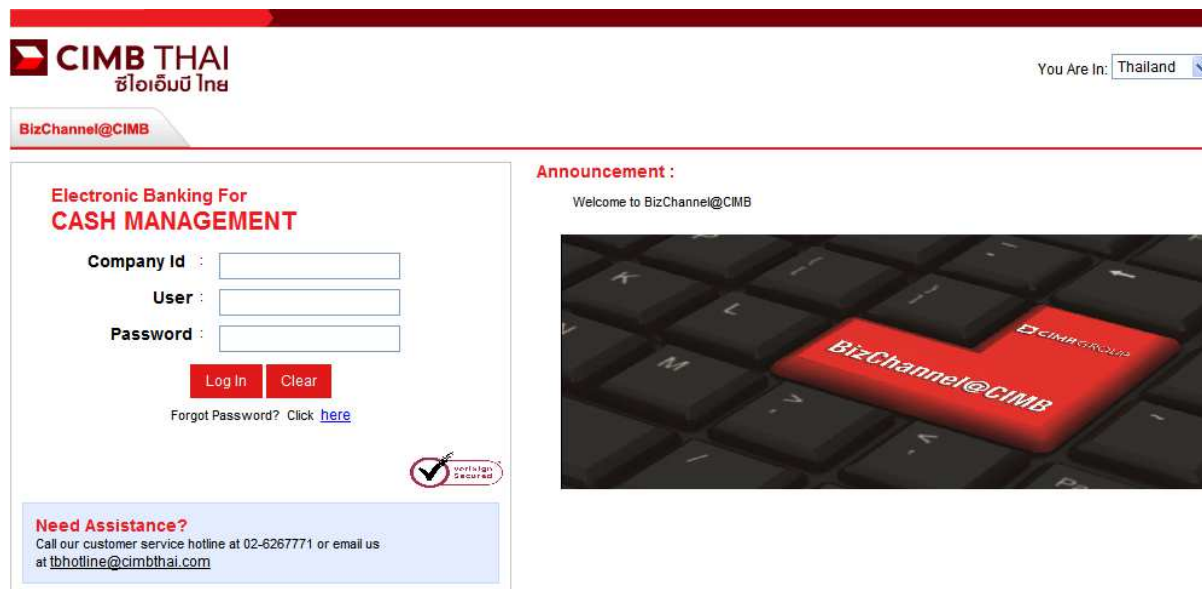 CIMB THAI
ซีไอเอ็มบี ไทย
You Are In: Thailand
BizChannel@CIMB
Electronic Banking For
CASH MANAGEMENT
Company Id :
User :
Password :
Log In Clear
Forgot Password? Click here
VeriSign
Secured
Need Assistance?
Call our customer service hotline at 02-6267771 or email us
at tbhotline@cimbthai.com
Announcement :
Welcome to BizChannel@CIMB
K
L
M
CIMBGROUP
BizChannel@CIMB